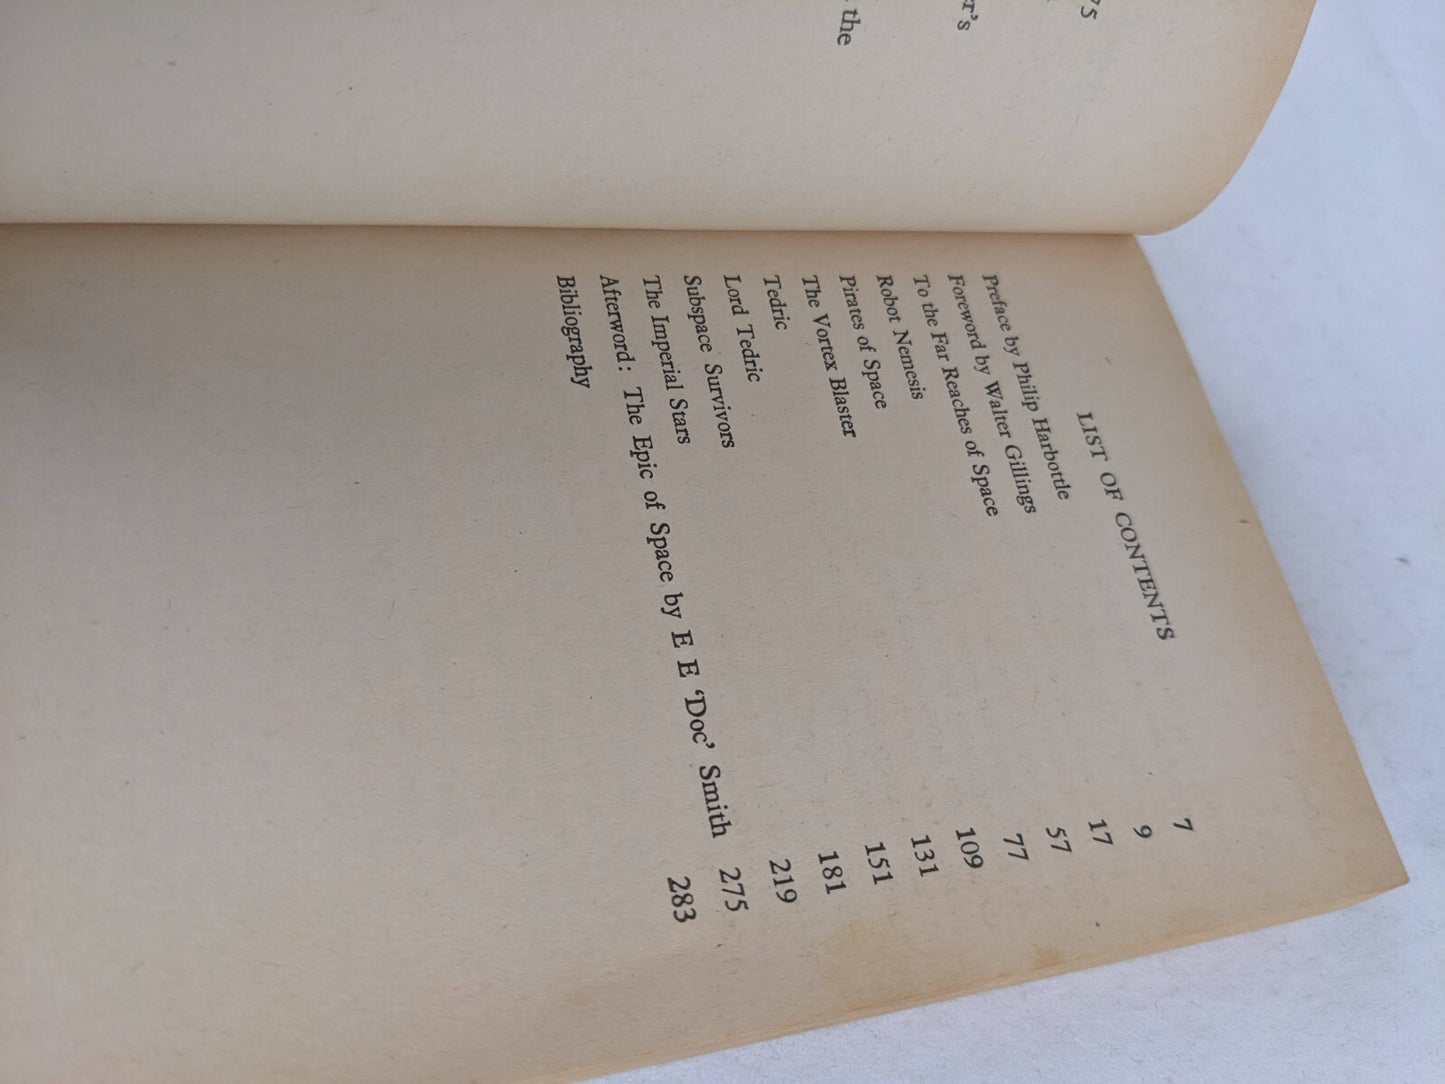 the
LIST OF CONTENTS
Preface by Philip Harbottle 7
Foreword by Walter Gillings 9
To the Far Reaches of Space 17
Robot Nemesis 57
Pirates of Space 77
The Vortex Blaster 109
Tedric 131
Lord Tedric 151
Subspace Survivors 181
The Imperial Stars 219
Afterword: The Epic of Space by E E 'Doc' Smith 275
Bibliography 283